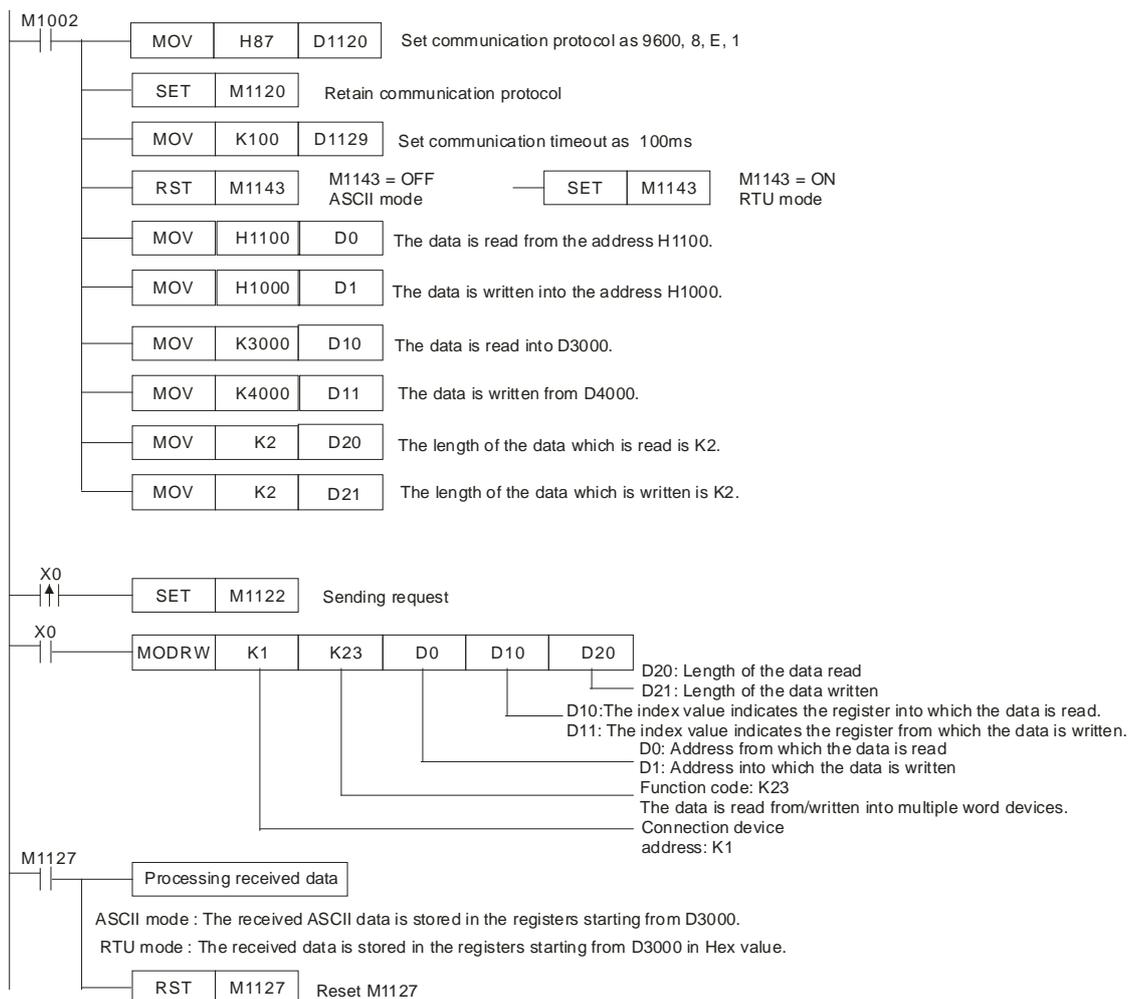 M1002
MOV H87 D1120 Set communication protocol as 9600, 8, E, 1
SET M1120 Retain communication protocol
MOV K100 D1129 Set communication timeout as 100ms
RST M1143 M1143 = OFF
ASCII mode
SET M1143 M1143 = ON
RTU mode
MOV H1100 D0 The data is read from the address H1100.
MOV H1000 D1 The data is written into the address H1000.
MOV K3000 D10 The data is read into D3000.
MOV K4000 D11 The data is written from D4000.
MOV K2 D20 The length of the data which is read is K2.
MOV K2 D21 The length of the data which is written is K2.
X0
SET M1122 Sending request
X0
MODRW K1 K23 D0 D10 D20
D20: Length of the data read
D21: Length of the data written
D10:The index value indicates the register into which the data is read.
D11: The index value indicates the register from which the data is written.
D0: Address from which the data is read
D1: Address into which the data is written
Function code: K23
The data is read from/written into multiple word devices.
Connection device
address: K1
M1127
Processing received data
ASCII mode : The received ASCII data is stored in the registers starting from D3000.
RTU mode : The received data is stored in the registers starting from D3000 in Hex value.
RST M1127 Reset M1127